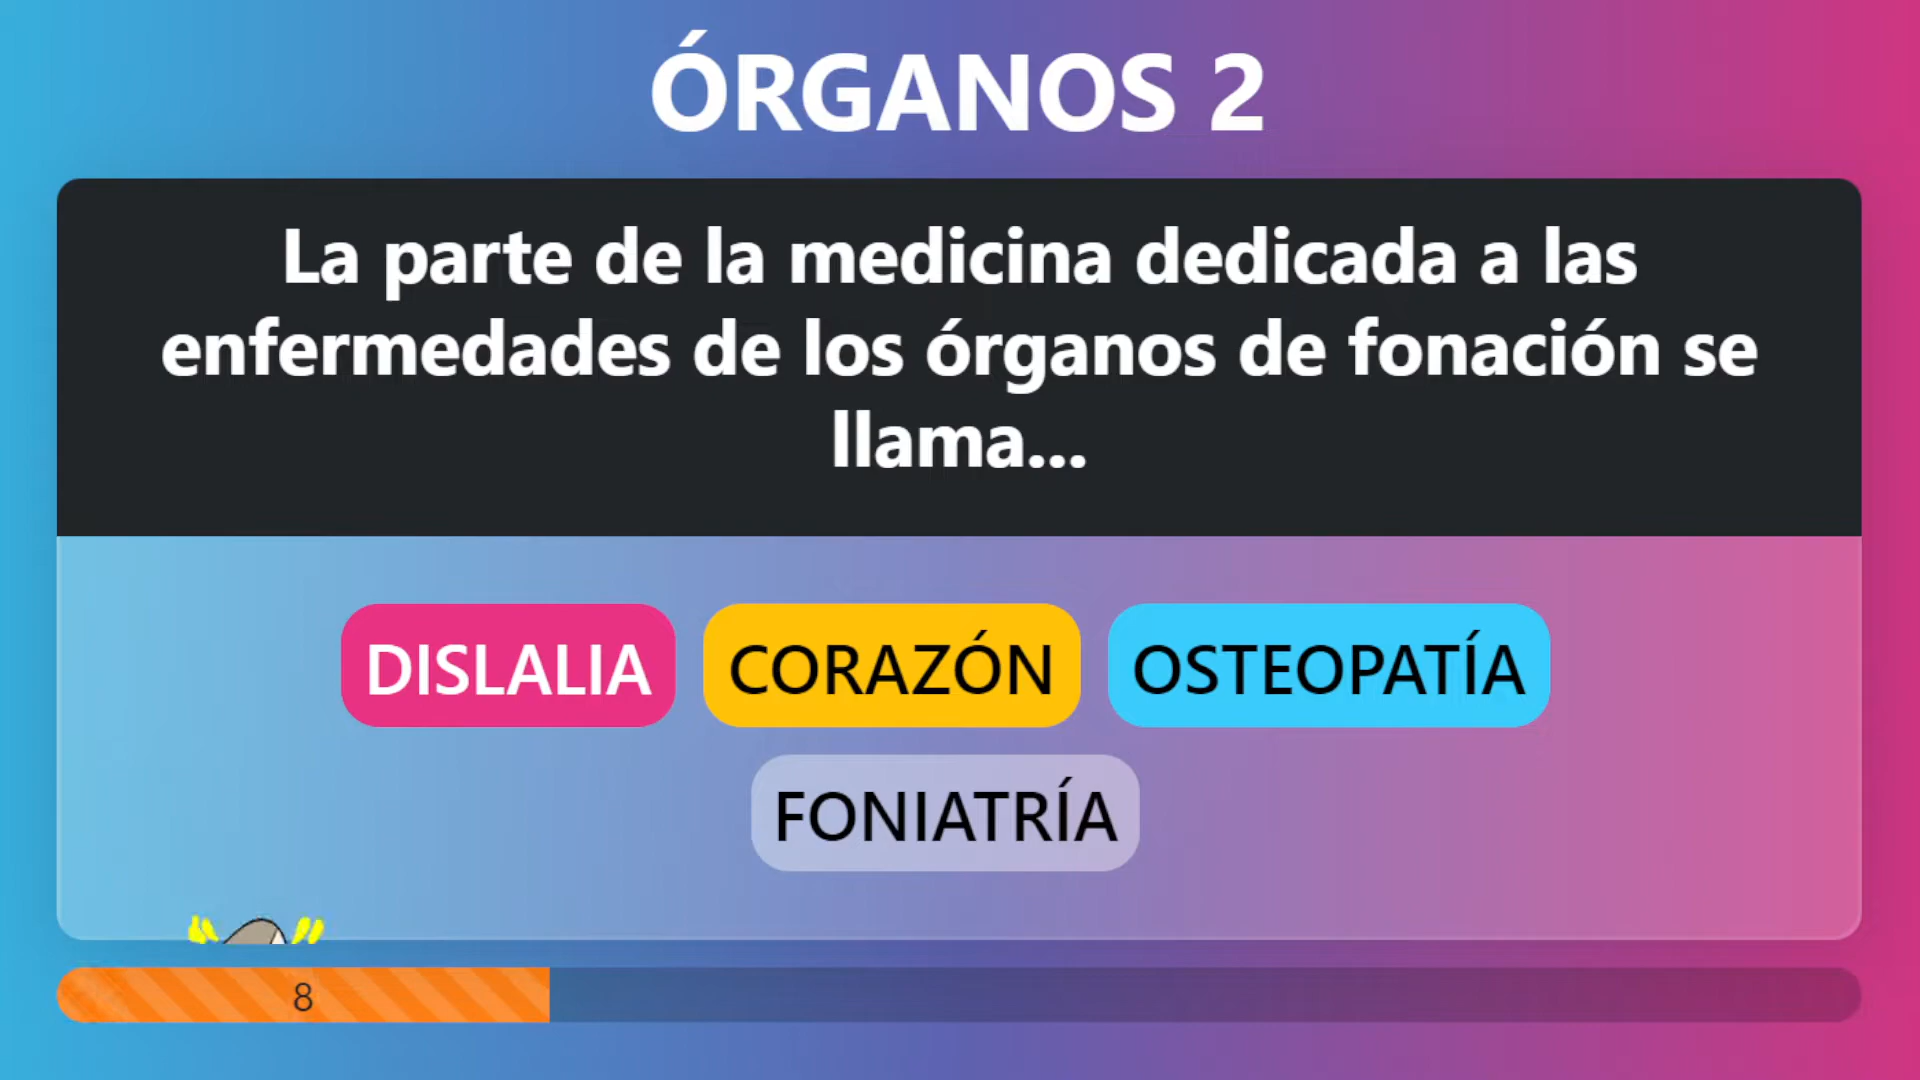 ÓRGANOS 2
La parte de la medicina dedicada a las
enfermedades de los órganos de fonación se
llama...
DISLALIA CORAZÓN OSTEOPATÍA
FONIATRÍA
8